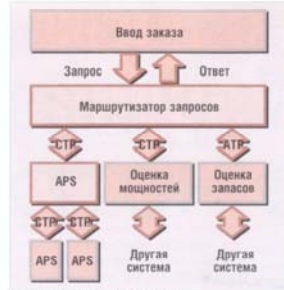 Ввод заказа
Запрос Ответ
Маршрутизатор запросов
CTP CTP ATP
APS Оценка мощностей Оценка запасов
CTP CTP
APS APS Другая система Другая система